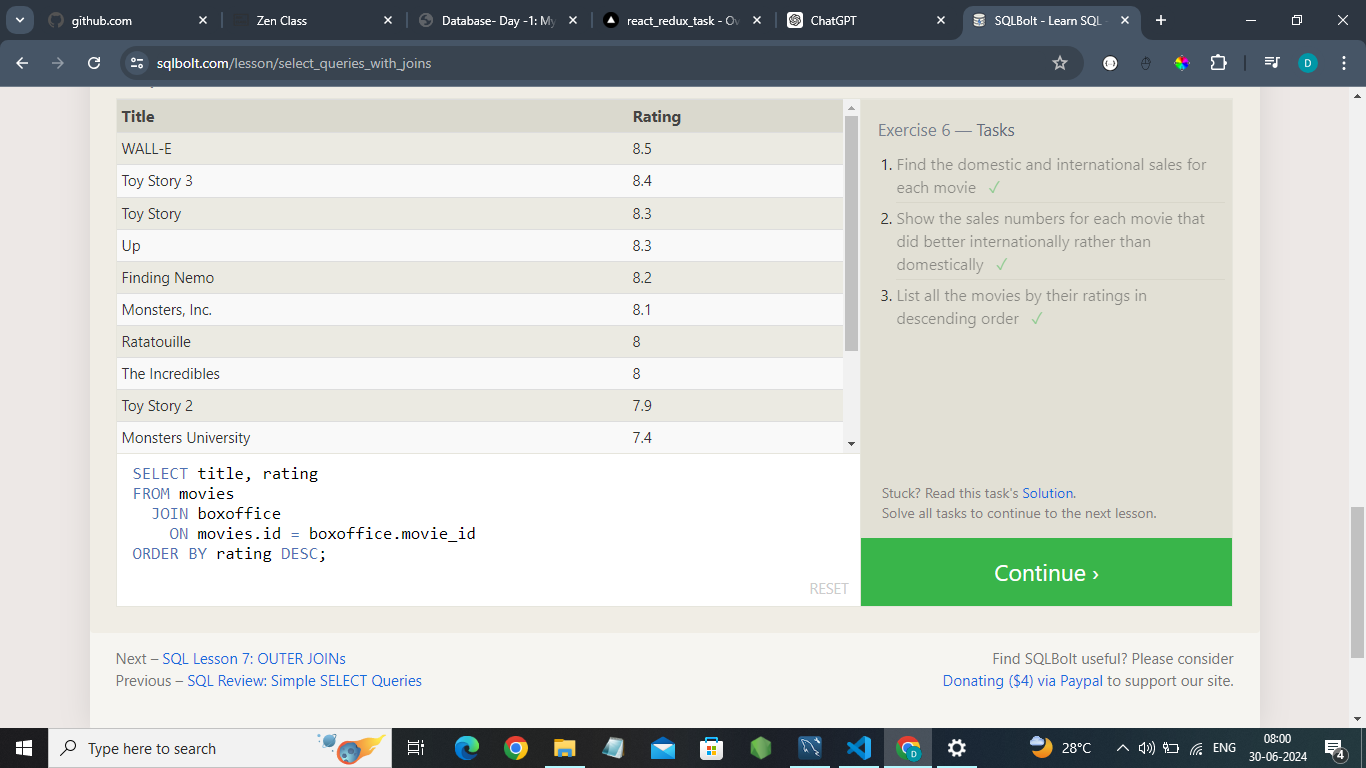 github.com
Zen Class
Database- Day -1: My
react_redux_task - Ov
ChatGPT
SQLBolt - Learn SQL -
sqlbolt.com/lesson/select_queries_with_joins
D
Title Rating
WALL-E 8.5
Toy Story 3 8.4
Toy Story 8.3
Up 8.3
Finding Nemo 8.2
Monsters, Inc. 8.1
Ratatouille 8
The Incredibles 8
Toy Story 2 7.9
Monsters University 7.4
SELECT title, rating
FROM movies
JOIN boxoffice
ON movies.id = boxoffice.movie_id
ORDER BY rating DESC;
RESET
Exercise 6 — Tasks
1. Find the domestic and international sales for
each movie ✓
2. Show the sales numbers for each movie that
did better internationally rather than
domestically ✓
3. List all the movies by their ratings in
descending order ✓
Stuck? Read this task's Solution.
Solve all tasks to continue to the next lesson.
Continue ›
Next – SQL Lesson 7: OUTER JOINs
Previous – SQL Review: Simple SELECT Queries
Find SQLBolt useful? Please consider
Donating ($4) via Paypal to support our site.
Type here to search
D
28°C
ENG
08:00
30-06-2024
4